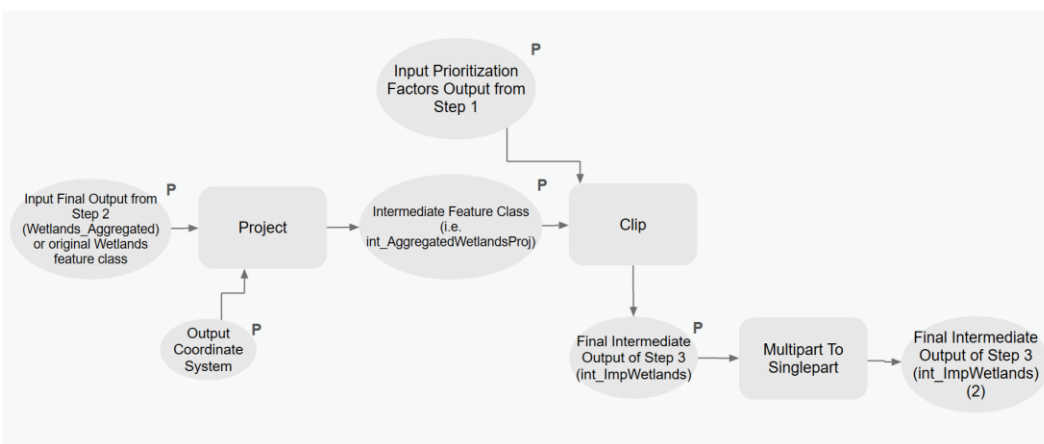 P
Input Prioritization
Factors Output from
Step 1
P
Input Final Output from
Step 2
(Wetlands_Aggregated)
or original Wetlands
feature class
Project
P
Intermediate Feature Class
(i.e.
int_AggregatedWetlandsProj)
Clip
P
Output
Coordinate
System
P
Final Intermediate
Output of Step 3
(int_ImpWetlands)
Multipart To
Singlepart
Final Intermediate
Output of Step 3
(int_ImpWetlands)
(2)